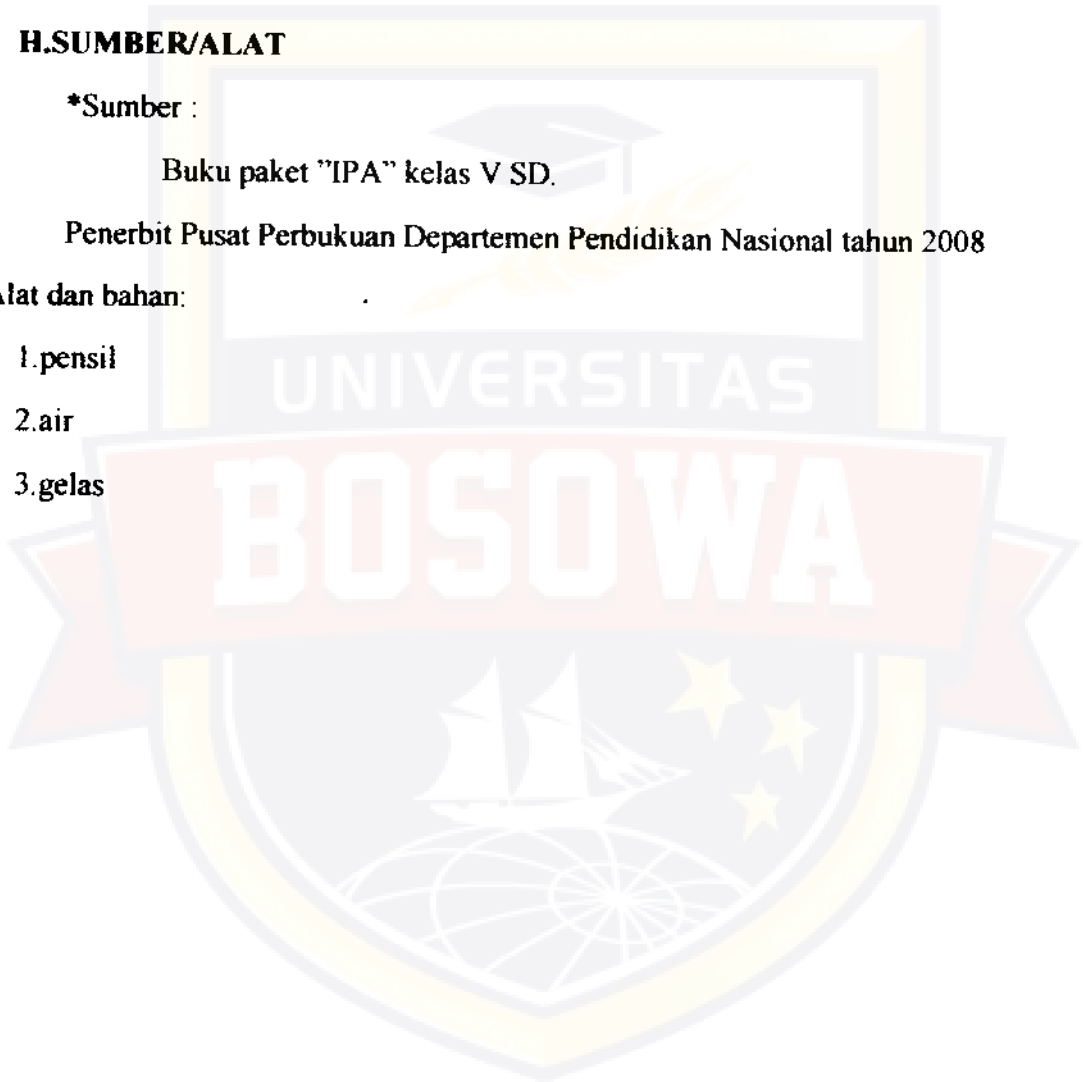 H.SUMBER/ALAT
*Sumber :
Buku paket "IPA" kelas V SD.
Penerbit Pusat Perbukuan Departemen Pendidikan Nasional tahun 2008
Alat dan bahan:
1.pensil
2.air
3.gelas
UNIVERSITAS
BOSOWA